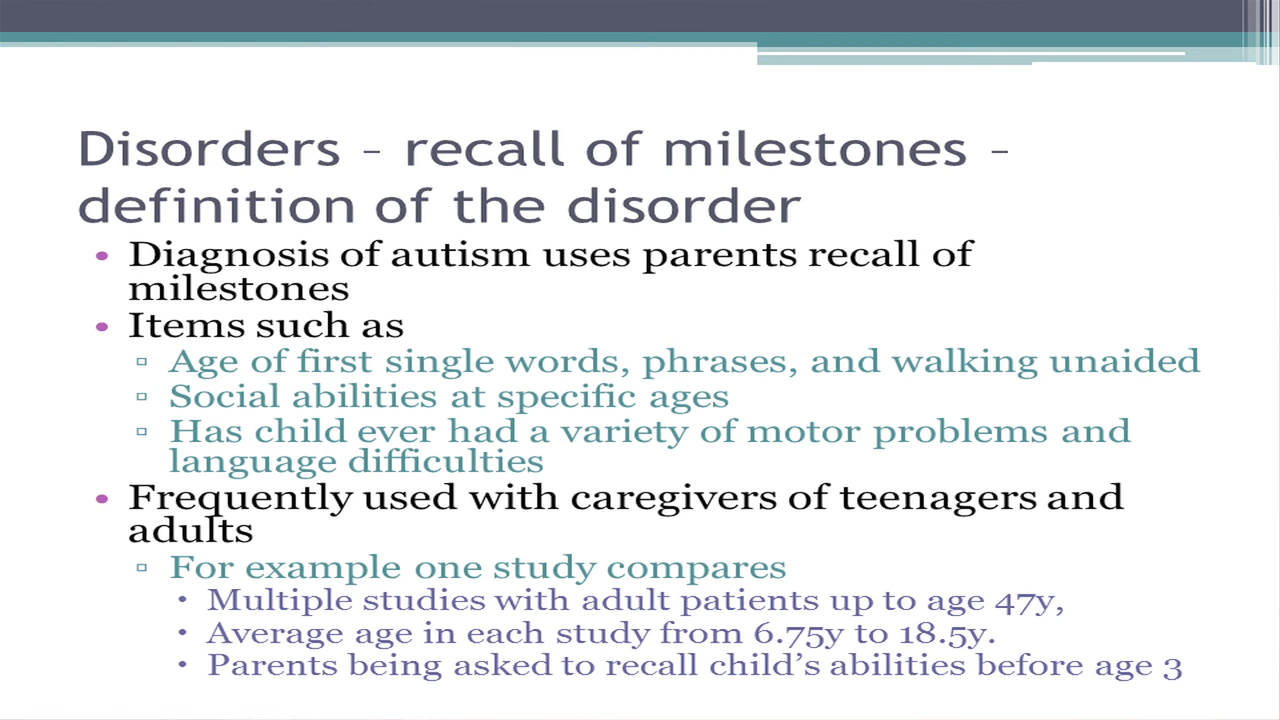 Disorders – recall of milestones –
definition of the disorder
• Diagnosis of autism uses parents recall of
milestones
• Items such as
▫ Age of first single words, phrases, and walking unaided
▫ Social abilities at specific ages
▫ Has child ever had a variety of motor problems and
language difficulties
• Frequently used with caregivers of teenagers and
adults
▫ For example one study compares
• Multiple studies with adult patients up to age 47y,
• Average age in each study from 6.75y to 18.5y.
• Parents being asked to recall child’s abilities before age 3